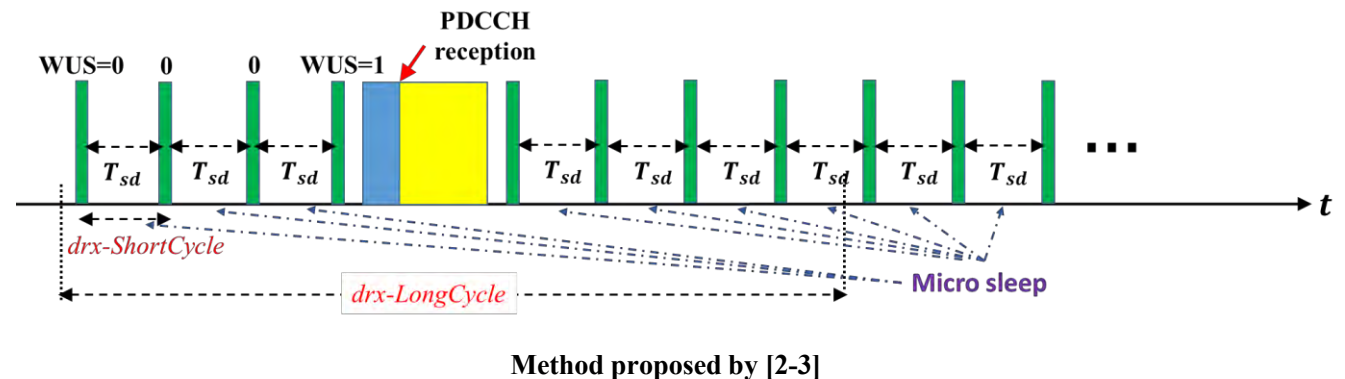 PDCCH
reception
WUS=0 0 0 WUS=1
T_sd T_sd T_sd T_sd T_sd T_sd T_sd T_sd T_sd
...
t
drx-ShortCycle
Micro sleep
drx-LongCycle
Method proposed by [2-3]